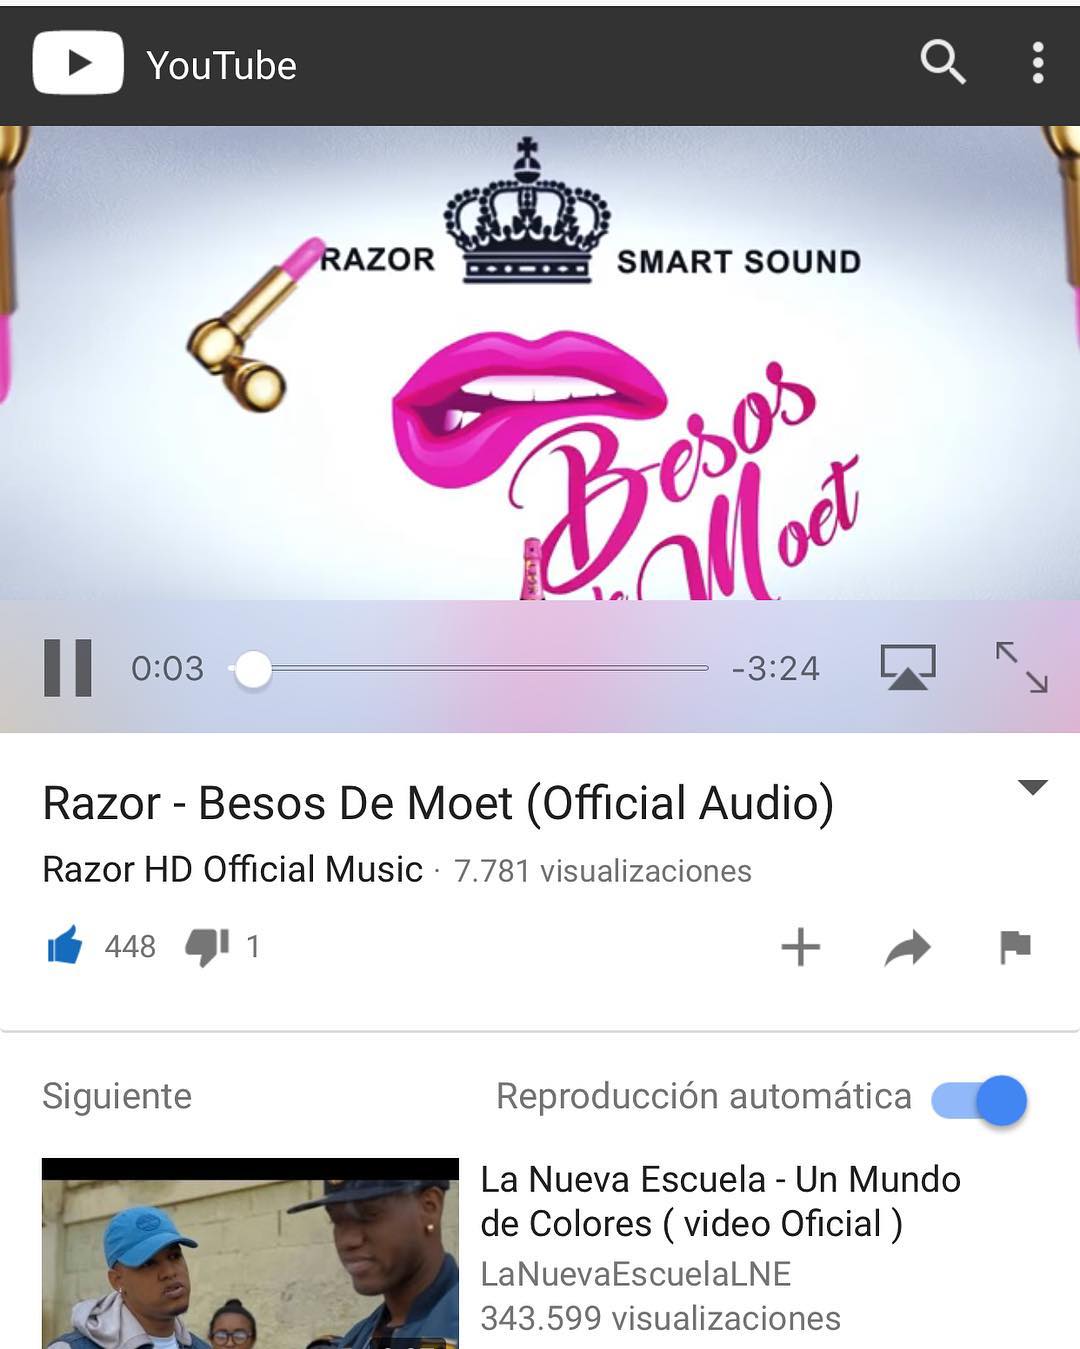 YouTube
RAZOR SMART SOUND
Besos
Moet
0:03 -3:24
Razor - Besos De Moet (Official Audio)
Razor HD Official Music · 7.781 visualizaciones
448 1
Siguiente Reproducción automática
La Nueva Escuela - Un Mundo
de Colores ( video Oficial )
LaNuevaEscuelaLNE
343.599 visualizaciones